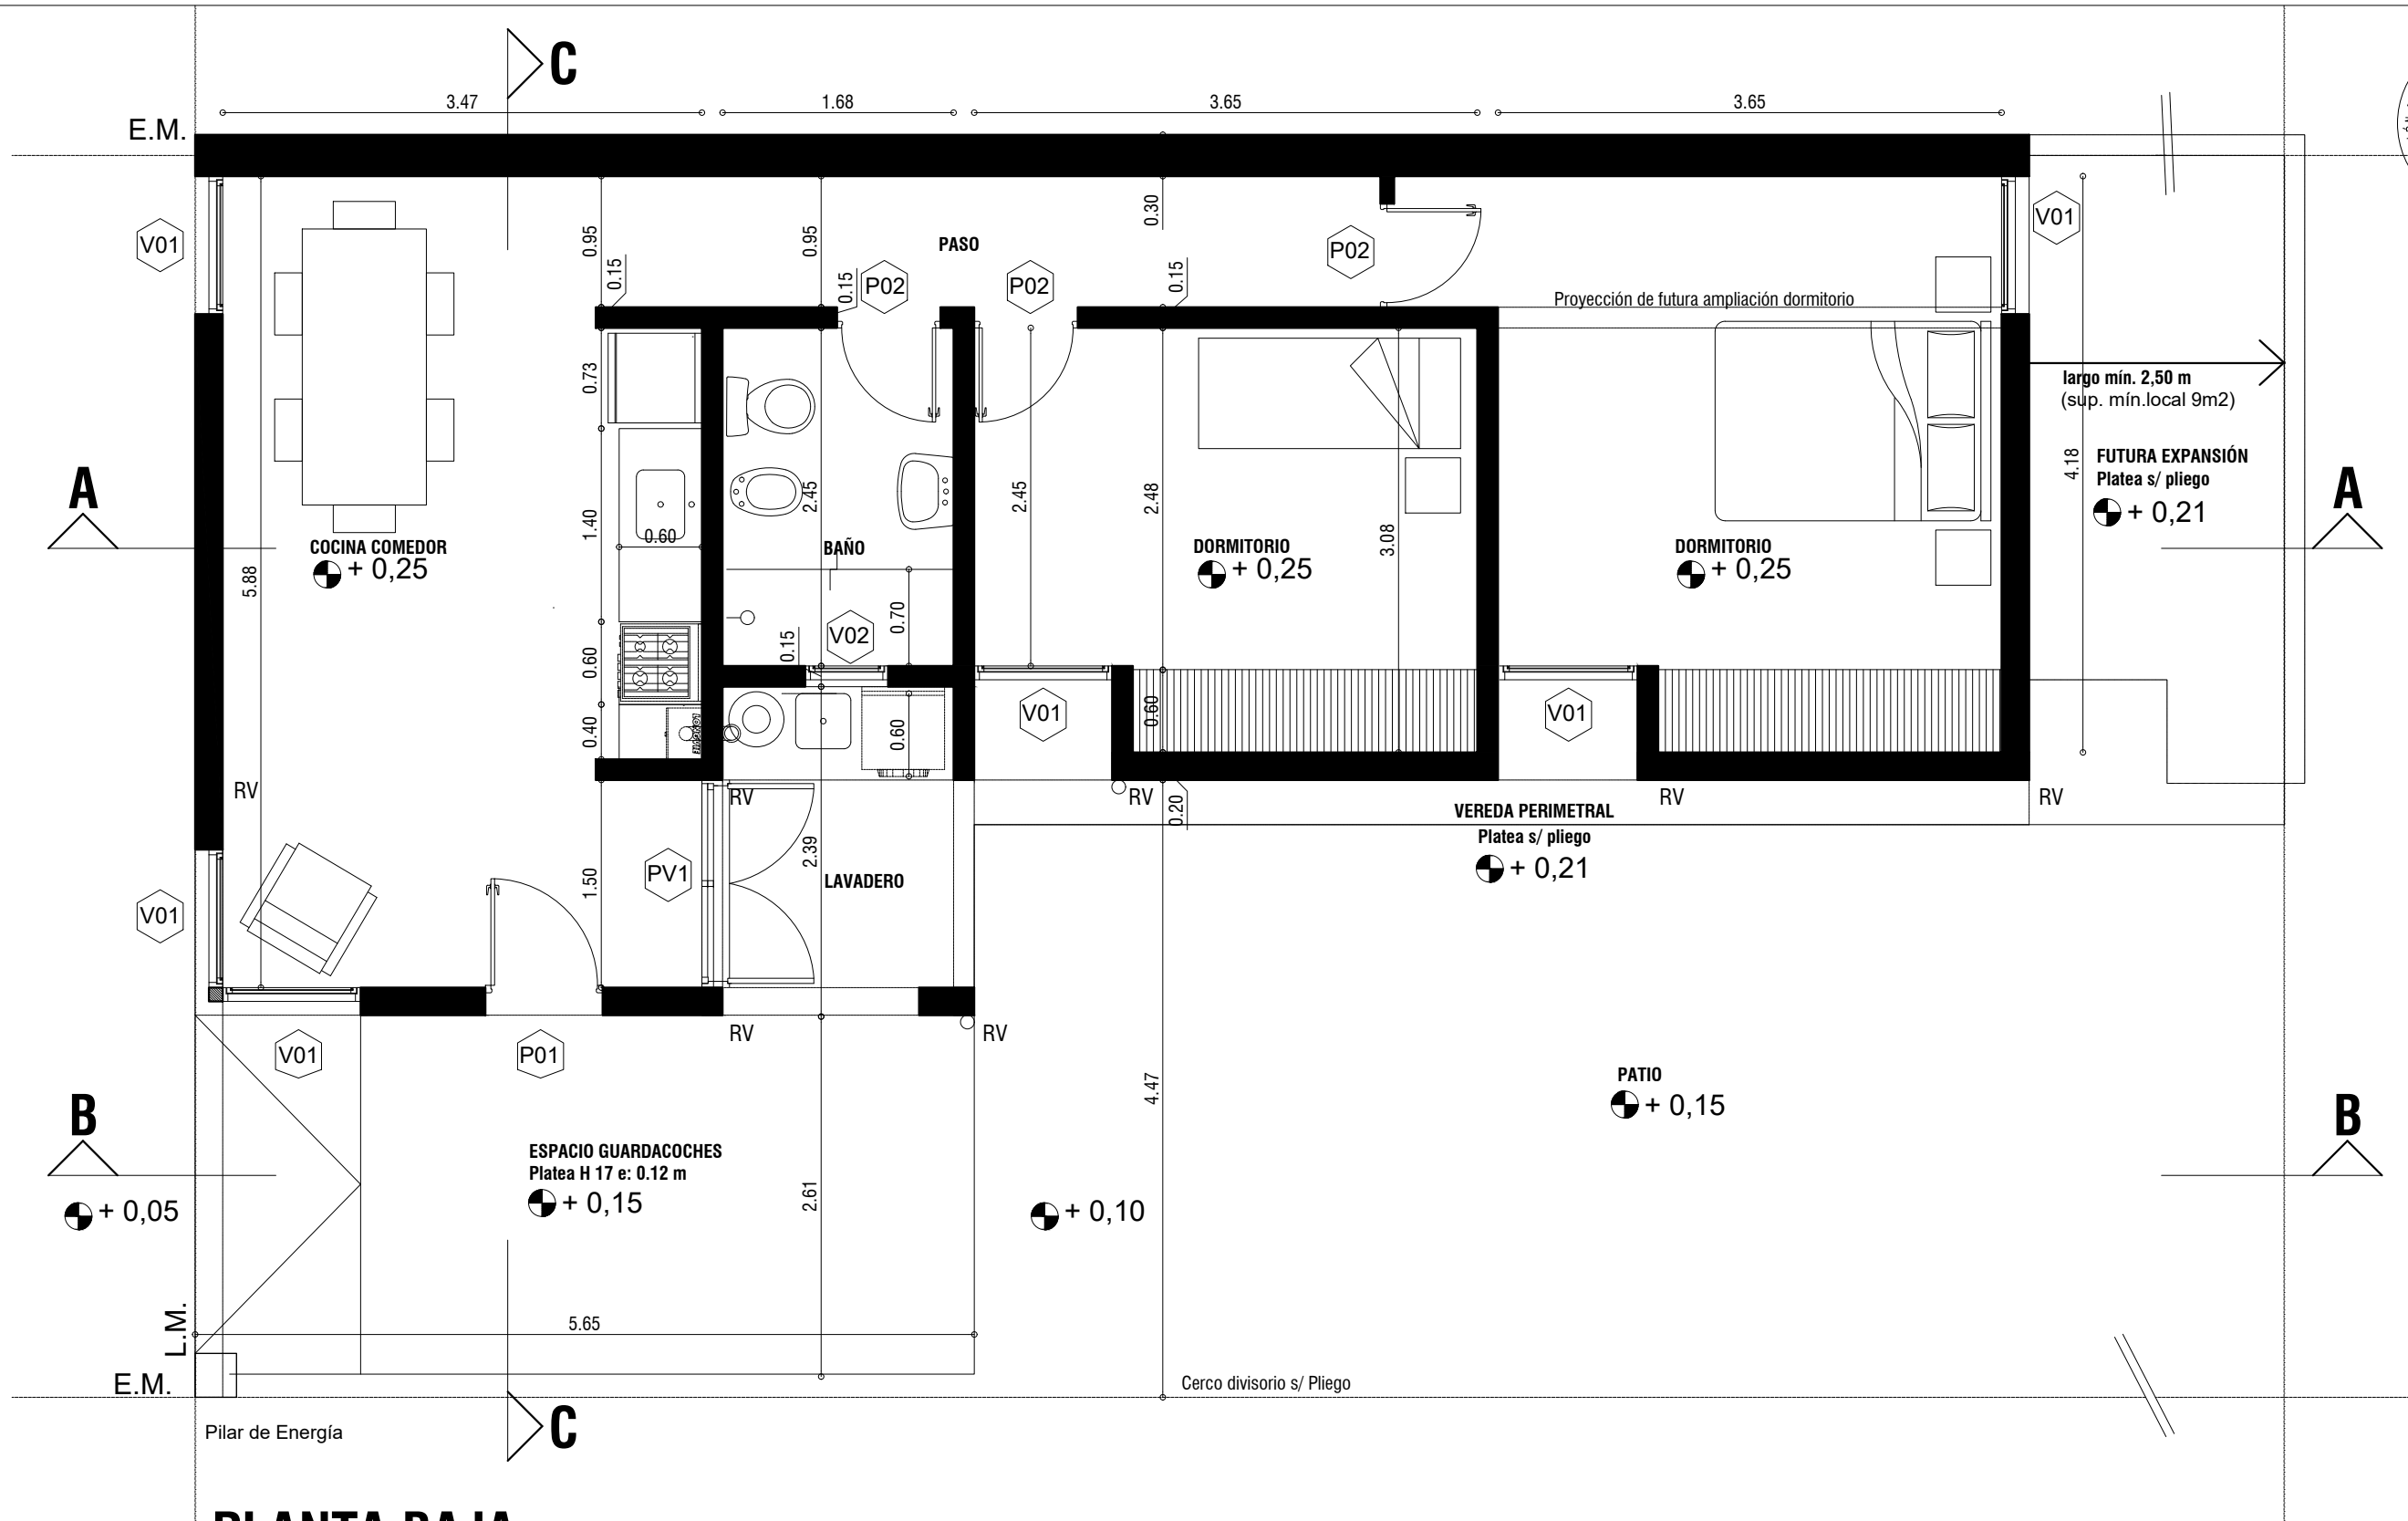 C
3.47
1.68
3.65
3.65
E.M.
V01
0.95
0.15
0.95
0.15
P02
PASO
P02
0.30
0.15
P02
V01
Proyección de futura ampliación dormitorio
largo mín. 2,50 m
(sup. mín.local 9m2)
0.73
A
A
FUTURA EXPANSIÓN
Platea s/ pliego
+ 0,21
4.18
1.40
0.60
2.45
2.45
2.48
3.08
COCINA COMEDOR
+ 0,25
5.88
BAÑO
DORMITORIO
+ 0,25
DORMITORIO
+ 0,25
0.70
0.15
V02
0.60
0.40
0.60
V01
0.60
V01
RV
RV
RV
RV
RV
0.20
VEREDA PERIMETRAL
Platea s/ pliego
+ 0,21
1.50
PV1
2.39
LAVADERO
V01
V01
P01
RV
RV
4.47
PATIO
+ 0,15
B
B
ESPACIO GUARDACOCHES
Platea H 17 e: 0.12 m
+ 0,15
+ 0,05
2.61
+ 0,10
L.M.
5.65
E.M.
Cerco divisorio s/ Pliego
C
Pilar de Energía
PLANTA BAJA